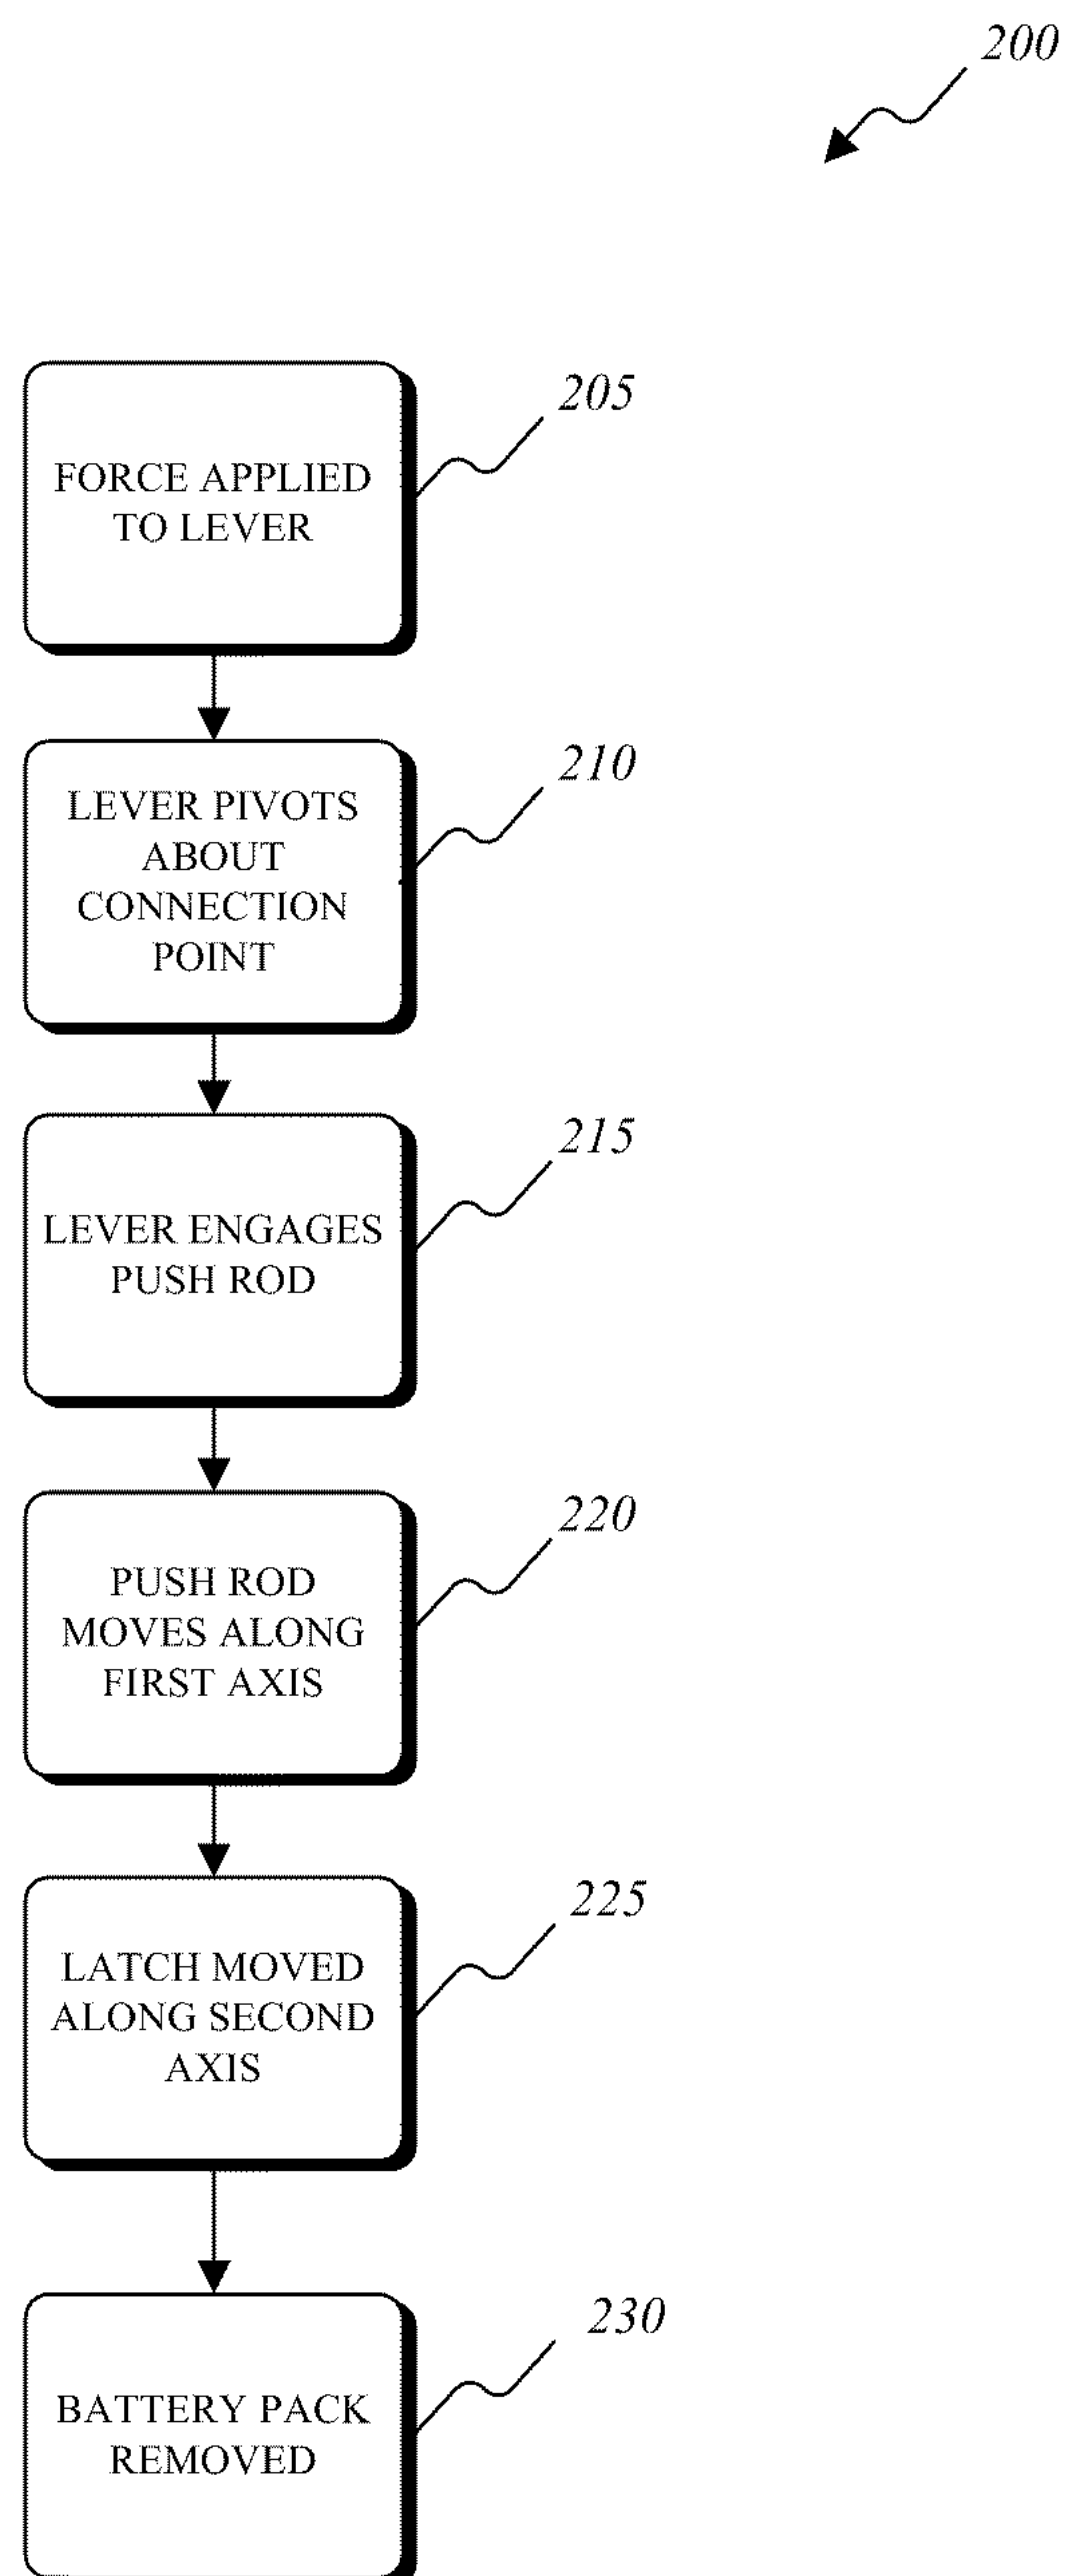 200
205
FORCE APPLIED
TO LEVER
210
LEVER PIVOTS
ABOUT
CONNECTION
POINT
215
LEVER ENGAGES
PUSH ROD
220
PUSH ROD
MOVES ALONG
FIRST AXIS
225
LATCH MOVED
ALONG SECOND
AXIS
230
BATTERY PACK
REMOVED